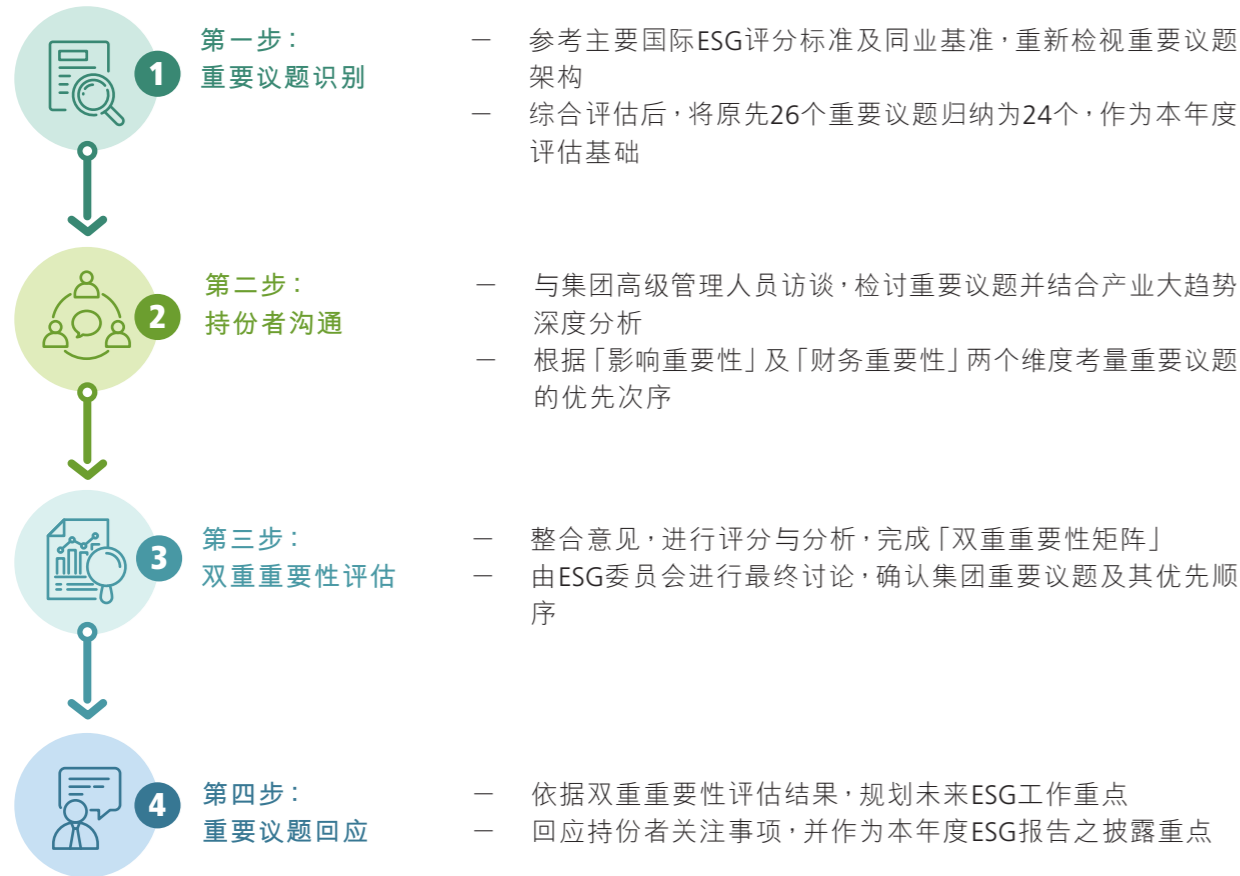 1
第一步：
重要议题识别
— 参考主要国际ESG评分标准及同业基准，重新检视重要议题
架构
— 综合评估后，将原先26个重要议题归纳为24个，作为本年度
评估基础
2
第二步：
持份者沟通
— 与集团高级管理人员访谈，检讨重要议题并结合产业大趋势
深度分析
— 根据「影响重要性」及「财务重要性」两个维度考量重要议题
的优先次序
3
第三步：
双重重要性评估
— 整合意见，进行评分与分析，完成「双重重要性矩阵」
— 由ESG委员会进行最终讨论，确认集团重要议题及其优先顺
序
4
第四步：
重要议题回应
— 依据双重重要性评估结果，规划未来ESG工作重点
— 回应持份者关注事项，并作为本年度ESG报告之披露重点